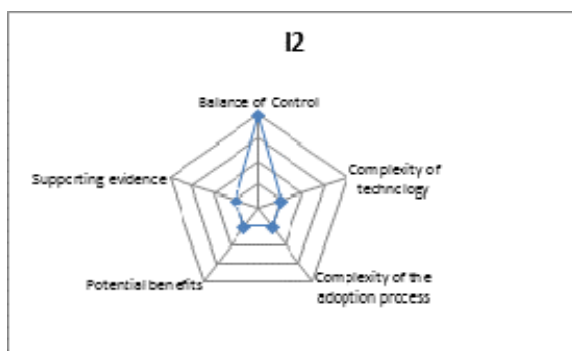 I2
Balance of Control
Complexity of
technology
Supporting evidence
Potential benefits
Complexity of the
adoption process